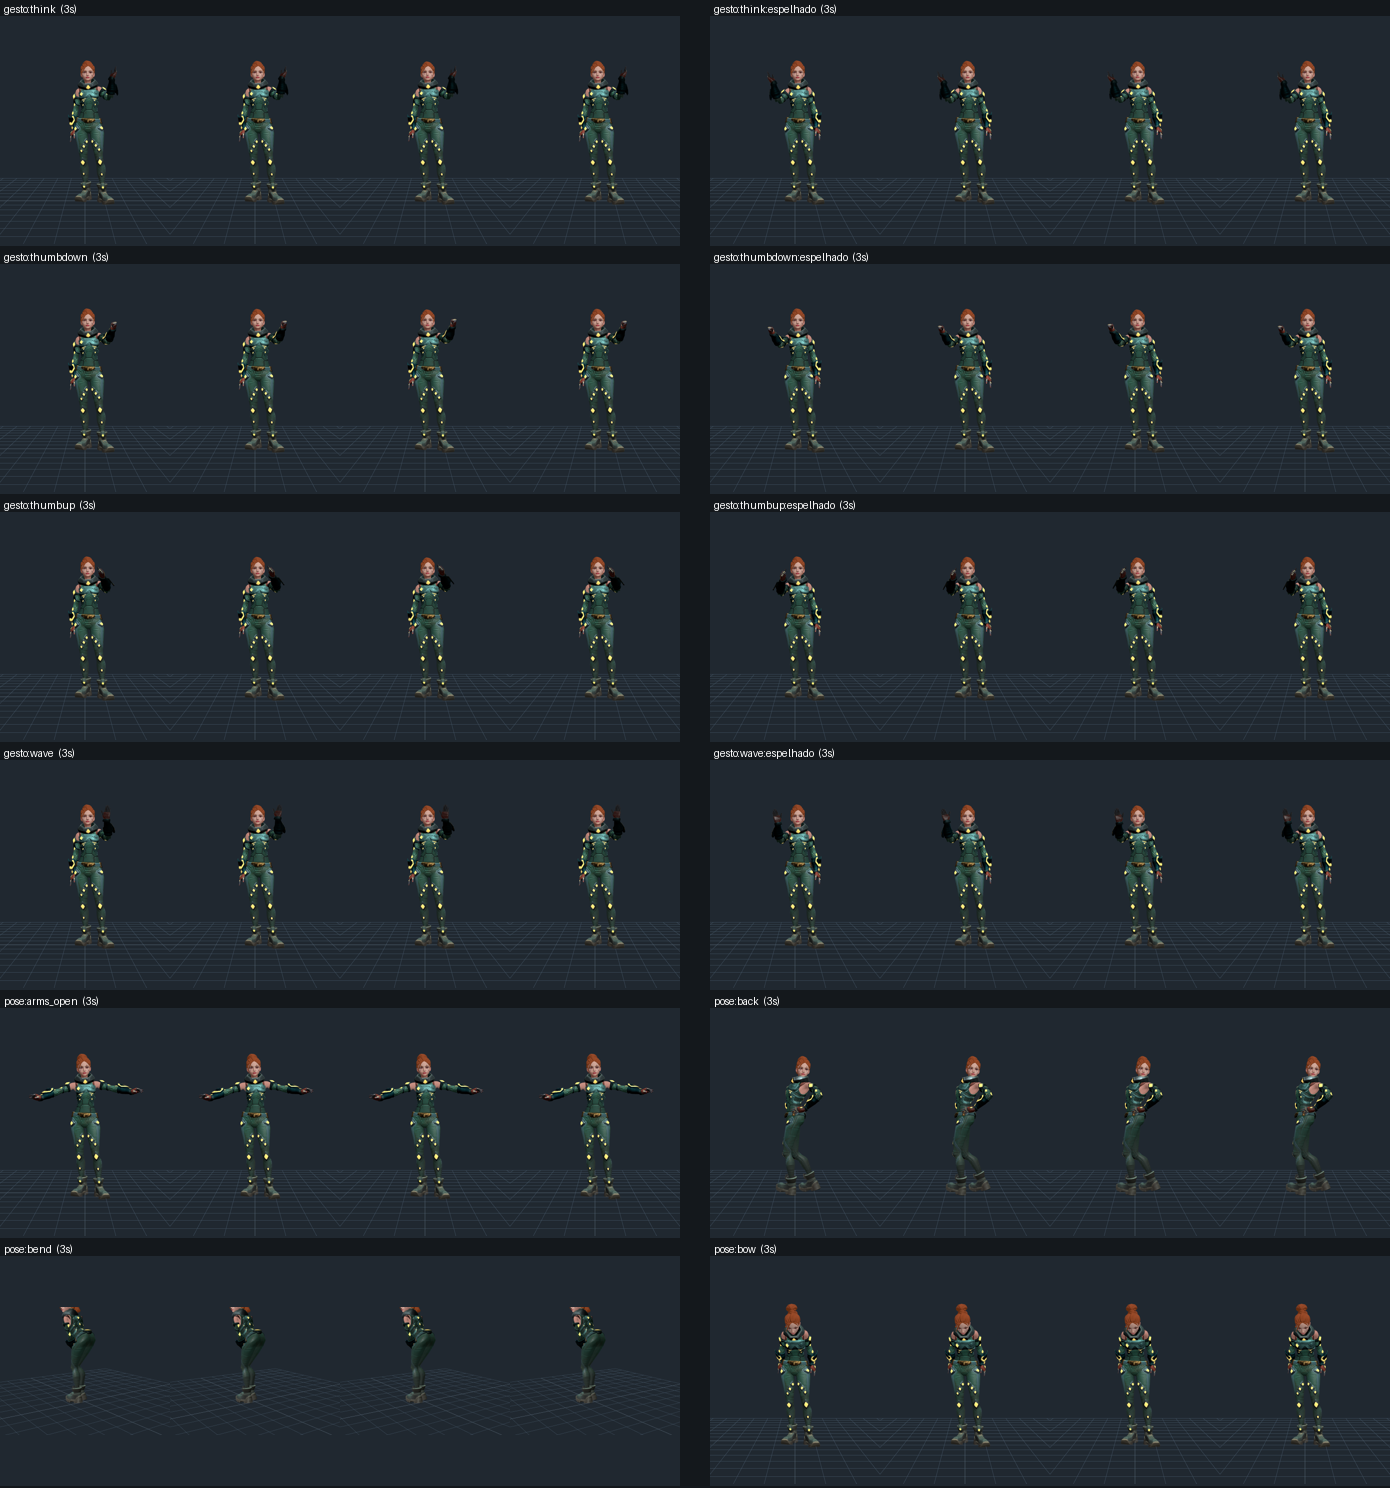 gesto:think (3s)
gesto:think:espelhado (3s)
gesto:thumbdown (3s)
gesto:thumbdown:espelhado (3s)
gesto:thumbup (3s)
gesto:thumbup:espelhado (3s)
gesto:wave (3s)
gesto:wave:espelhado (3s)
pose:arms_open (3s)
pose:back (3s)
pose:bend (3s)
pose:bow (3s)